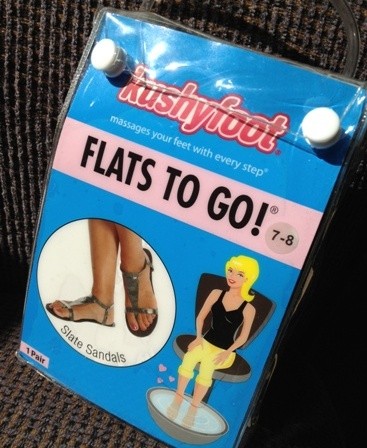 kushyfoot®
massages your feet with every step®
FLATS TO GO!®
7-8
Slate Sandals
1 Pair